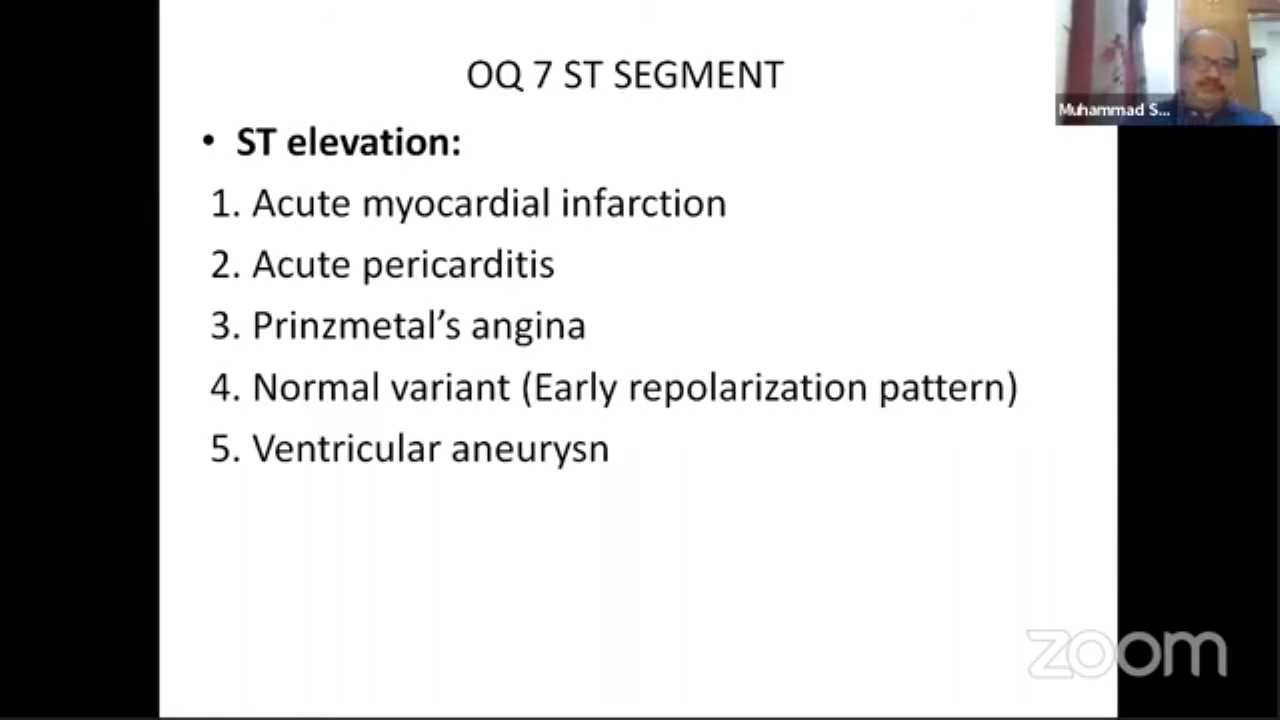 OQ 7 ST SEGMENT
Muhammad S...
• ST elevation:
1. Acute myocardial infarction
2. Acute pericarditis
3. Prinzmetal’s angina
4. Normal variant (Early repolarization pattern)
5. Ventricular aneurysn
zoom